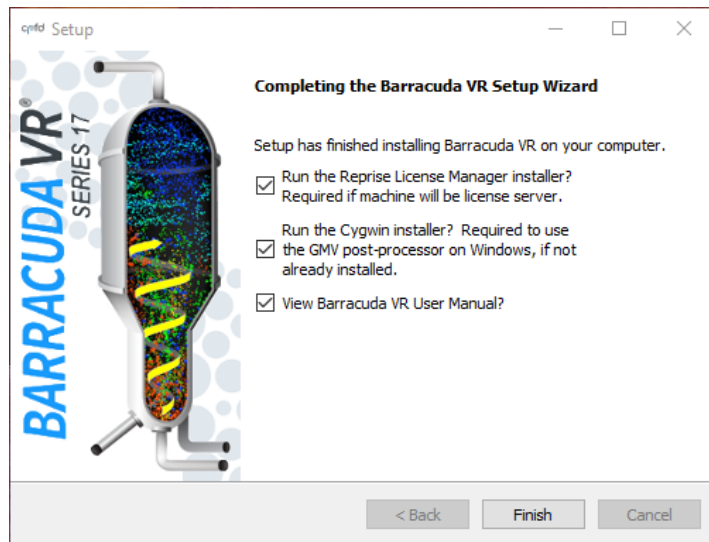 cpfd Setup
BARRACUDA VR®
SERIES 17
Completing the Barracuda VR Setup Wizard
Setup has finished installing Barracuda VR on your computer.
Run the Reprise License Manager installer?
Required if machine will be license server.
Run the Cygwin installer?  Required to use
the GMV post-processor on Windows, if not
already installed.
View Barracuda VR User Manual?
< Back
Finish
Cancel